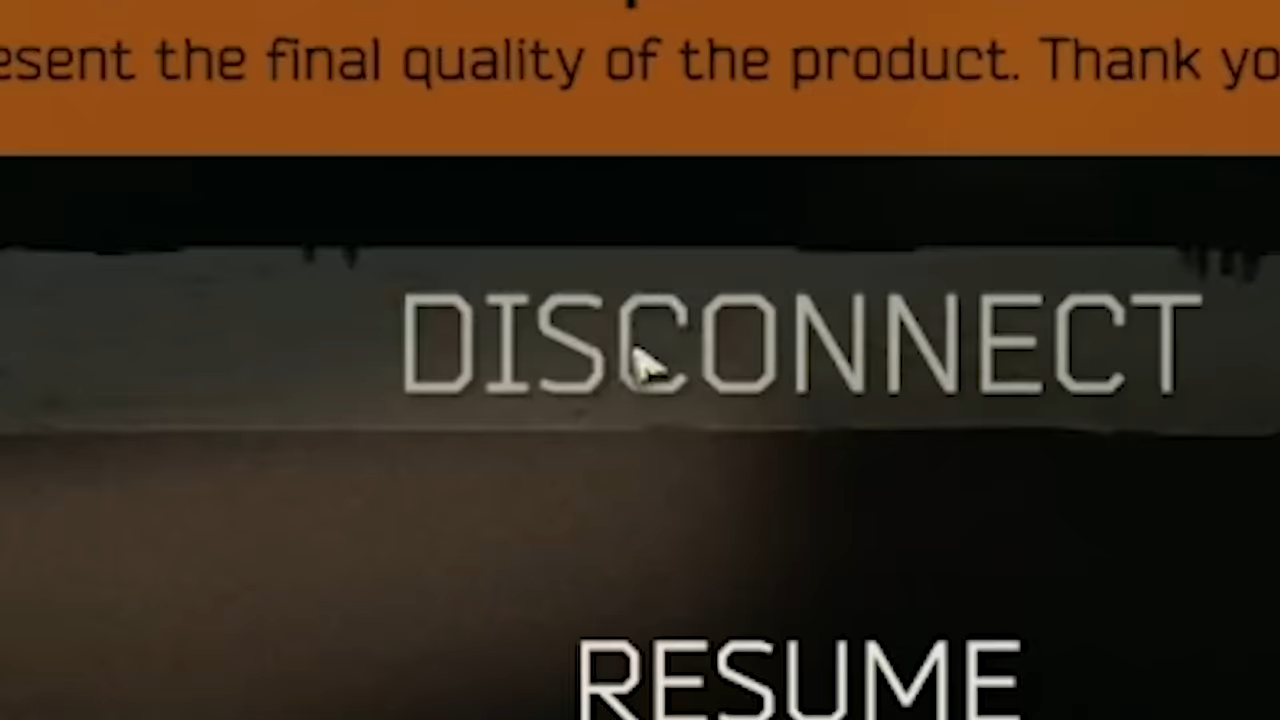 esent the final quality of the product. Thank yo
DISCONNECT
RESUME